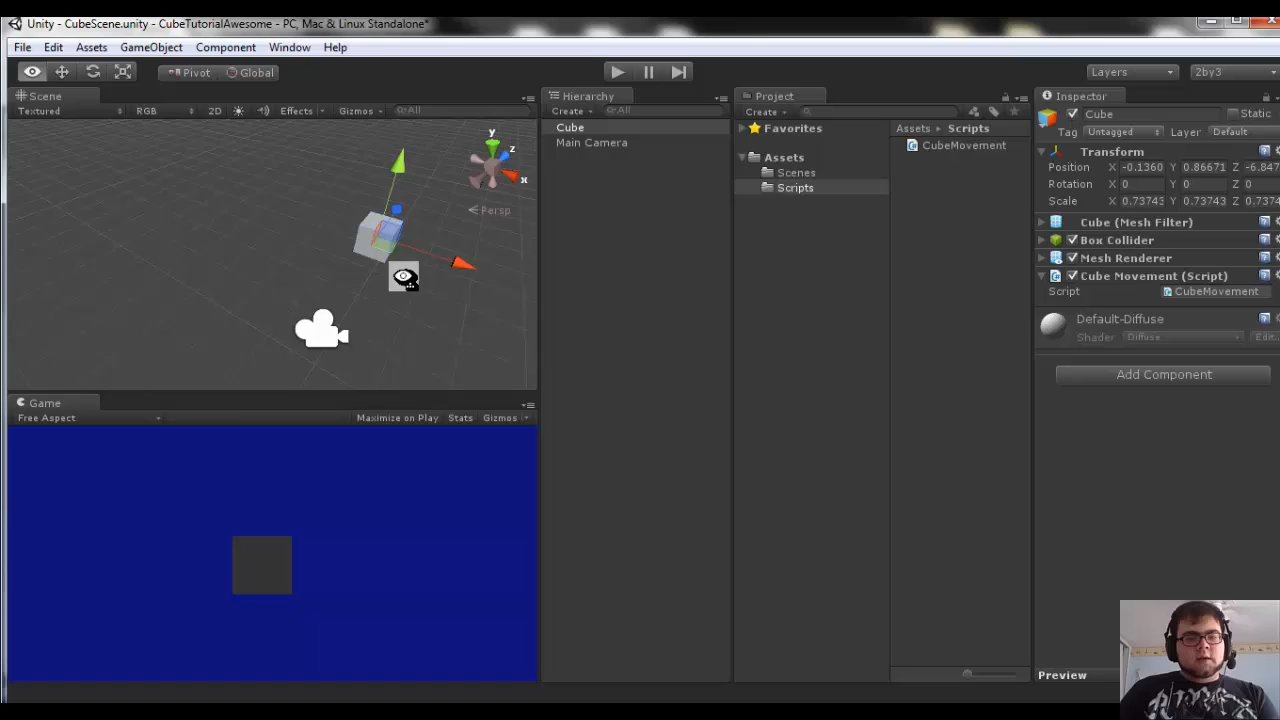 Unity - CubeScene.unity - CubeTutorialAwesome - PC, Mac & Linux Standalone*
File Edit Assets GameObject Component Window Help
Pivot Global Layers 2by3
Scene
Textured RGB 2D Effects Gizmos All
y
z
x
Persp
Game
Free Aspect Maximize on Play Stats Gizmos
Hierarchy
Create All
Cube
Main Camera
Project
Create
Favorites
Assets
Scenes
Scripts
Assets Scripts
CubeMovement
Inspector
Cube Static
Tag Untagged Layer Default
Transform
Position X -0.1360 Y 0.86671 Z -6.847
Rotation X 0 Y 0 Z 0
Scale X 0.73743 Y 0.73743 Z 0.7374
Cube (Mesh Filter)
Box Collider
Mesh Renderer
Cube Movement (Script)
Script CubeMovement
Default-Diffuse
Shader Diffuse Edit..
Add Component
Preview